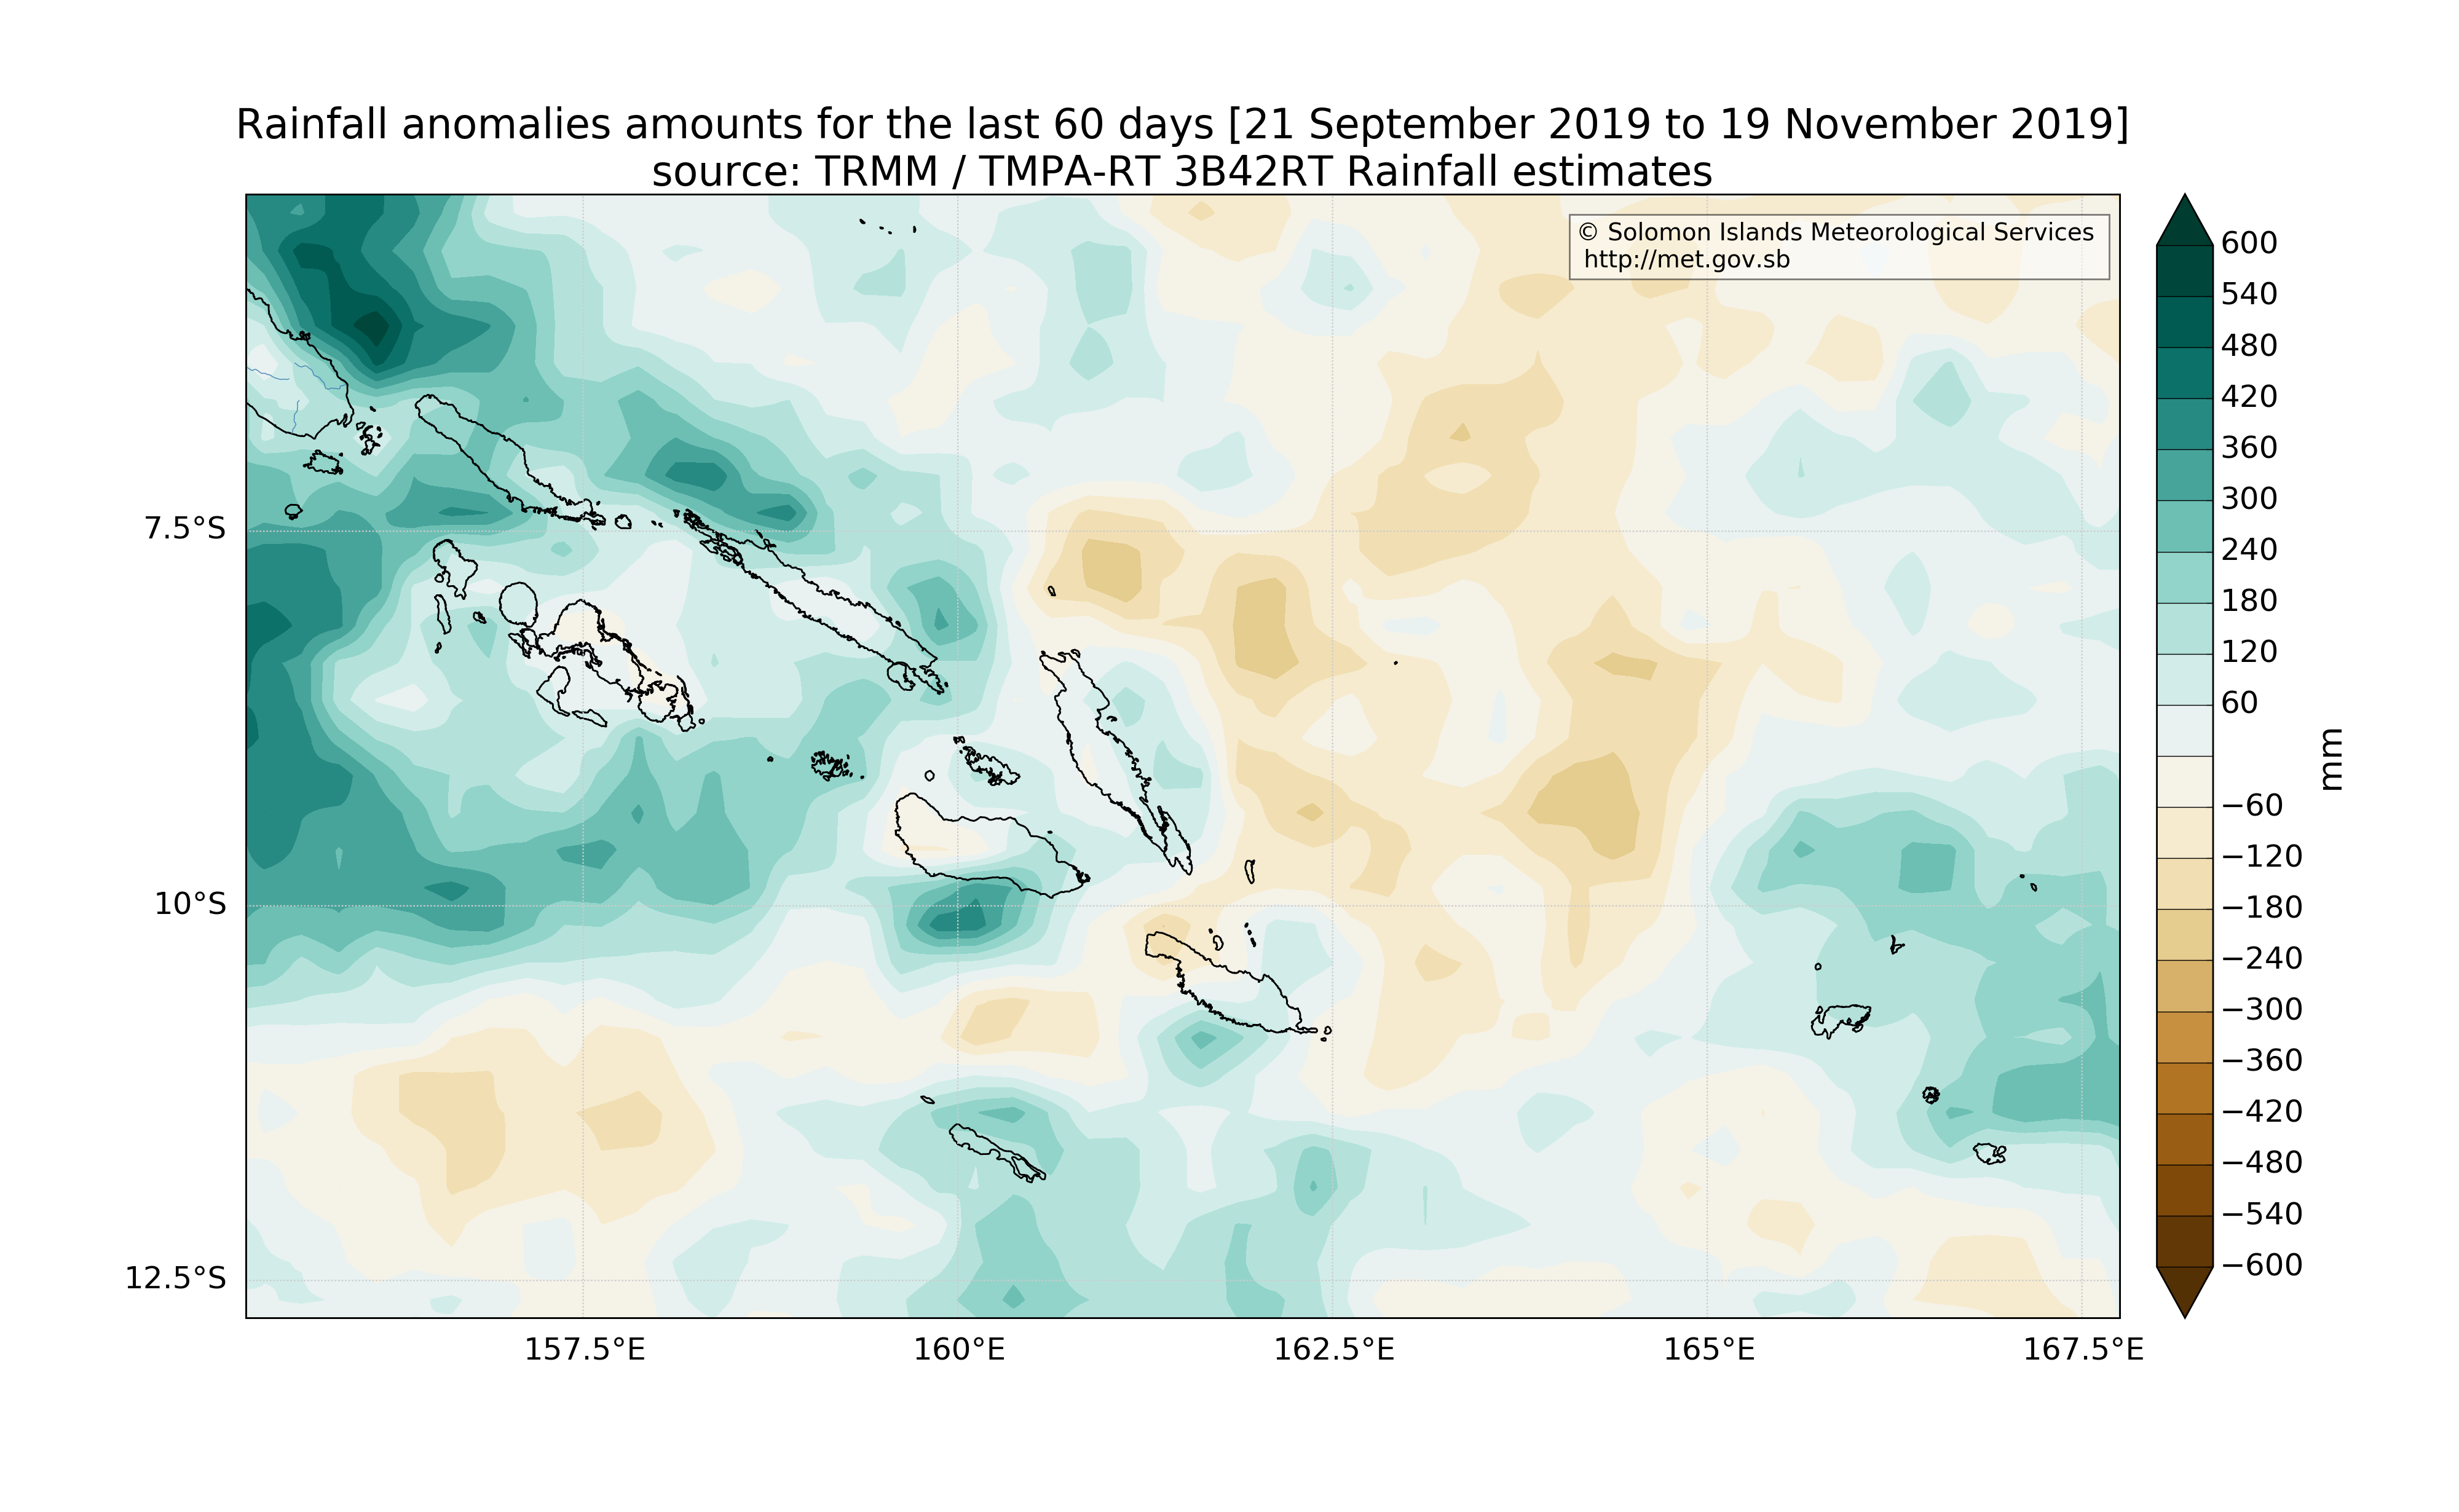 Rainfall anomalies amounts for the last 60 days [21 September 2019 to 19 November 2019]
source: TRMM / TMPA-RT 3B42RT Rainfall estimates
© Solomon Islands Meteorological Services
http://met.gov.sb
7.5°S
10°S
12.5°S
157.5°E
160°E
162.5°E
165°E
167.5°E
600
540
480
420
360
300
240
180
120
60
−60
−120
−180
−240
−300
−360
−420
−480
−540
−600
mm